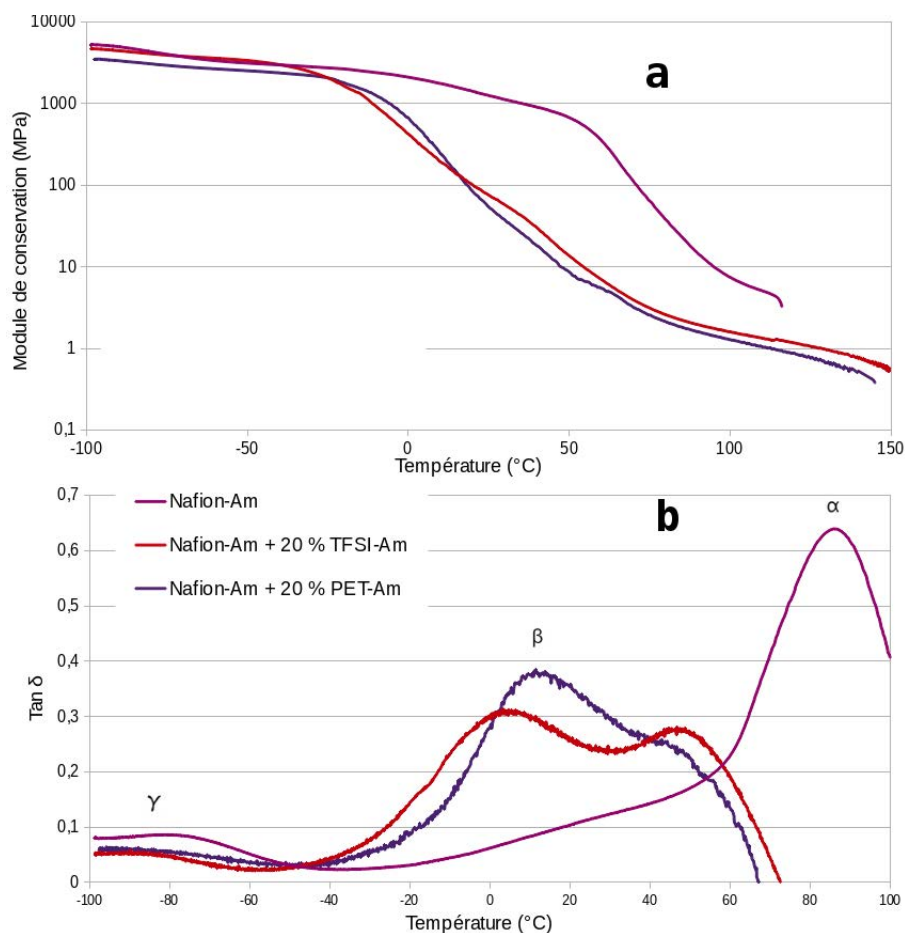 10000
a
1000
100
10
1
0,1
Module de conservation (MPa)
-100 -50 0 50 100 150
Température (°C)
0,7
Nafion-Am
b
α
0,6
Nafion-Am + 20 % TFSI-Am
0,5
Nafion-Am + 20 % PET-Am
β
0,4
0,3
0,2
γ
0,1
0
Tan δ
-100 -80 -60 -40 -20 0 20 40 60 80 100
Température (°C)